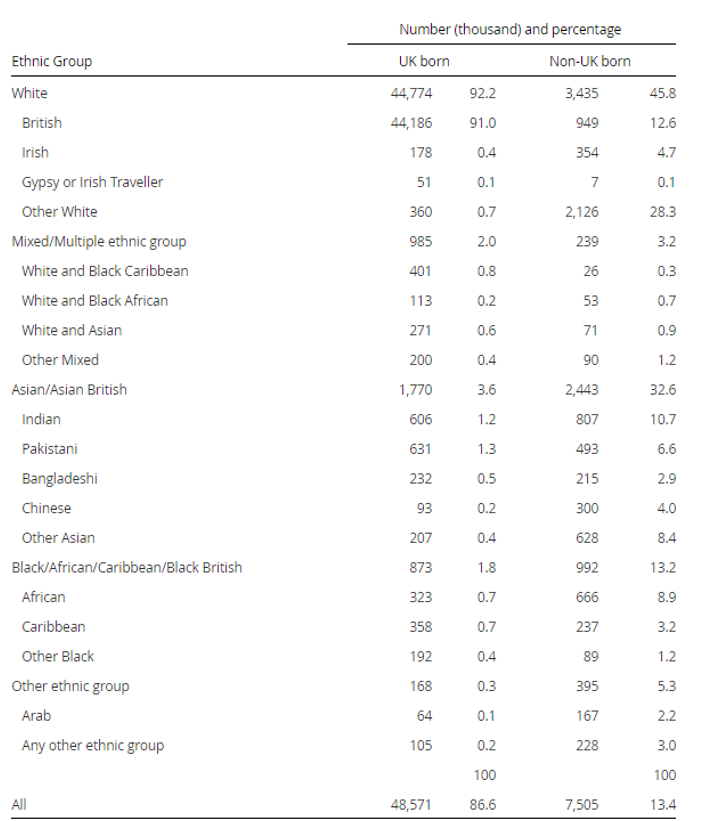 Number (thousand) and percentage
Ethnic Group UK born Non-UK born
White 44,774 92.2 3,435 45.8
British 44,186 91.0 949 12.6
Irish 178 0.4 354 4.7
Gypsy or Irish Traveller 51 0.1 7 0.1
Other White 360 0.7 2,126 28.3
Mixed/Multiple ethnic group 985 2.0 239 3.2
White and Black Caribbean 401 0.8 26 0.3
White and Black African 113 0.2 53 0.7
White and Asian 271 0.6 71 0.9
Other Mixed 200 0.4 90 1.2
Asian/Asian British 1,770 3.6 2,443 32.6
Indian 606 1.2 807 10.7
Pakistani 631 1.3 493 6.6
Bangladeshi 232 0.5 215 2.9
Chinese 93 0.2 300 4.0
Other Asian 207 0.4 628 8.4
Black/African/Caribbean/Black British 873 1.8 992 13.2
African 323 0.7 666 8.9
Caribbean 358 0.7 237 3.2
Other Black 192 0.4 89 1.2
Other ethnic group 168 0.3 395 5.3
Arab 64 0.1 167 2.2
Any other ethnic group 105 0.2 228 3.0
100 100
All 48,571 86.6 7,505 13.4